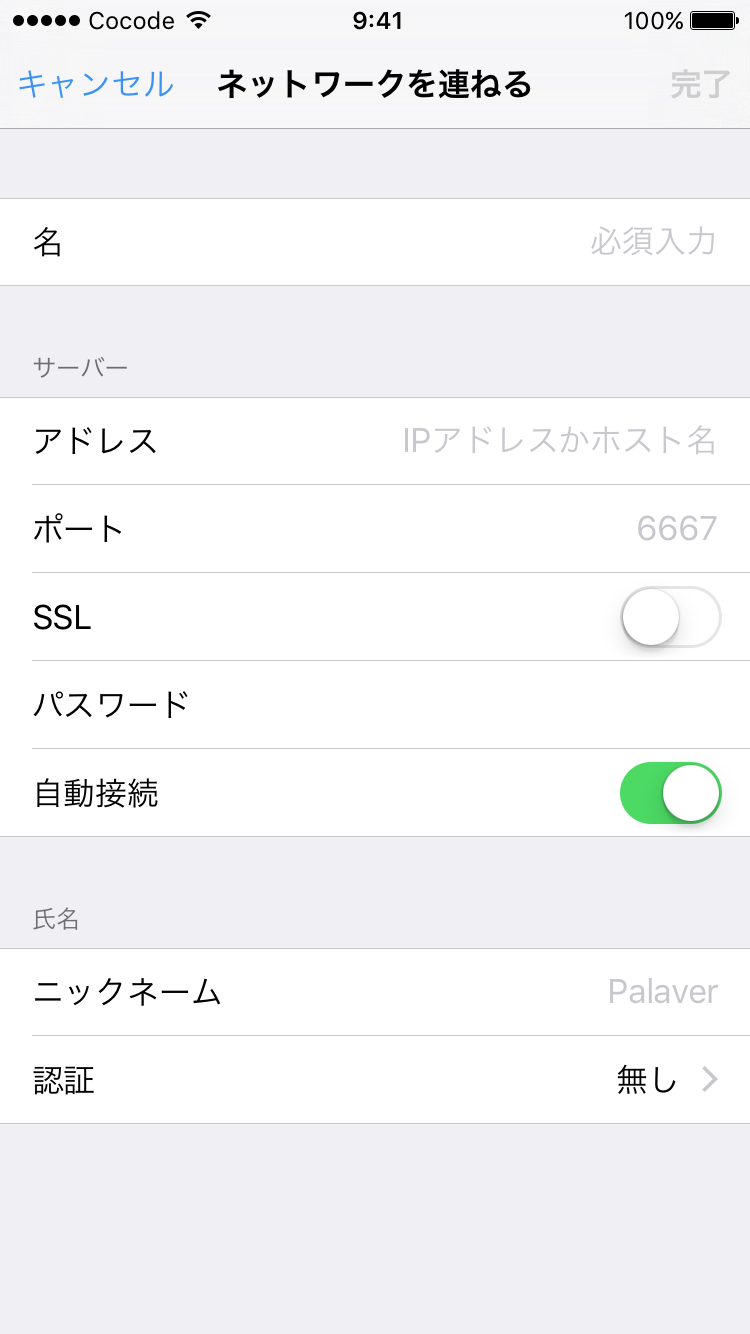 Cocode 9:41 100%
キャンセル ネットワークを連ねる 完了
名 必須入力
サーバー
アドレス IPアドレスかホスト名
ポート 6667
SSL
パスワード
自動接続
氏名
ニックネーム Palaver
認証 無し